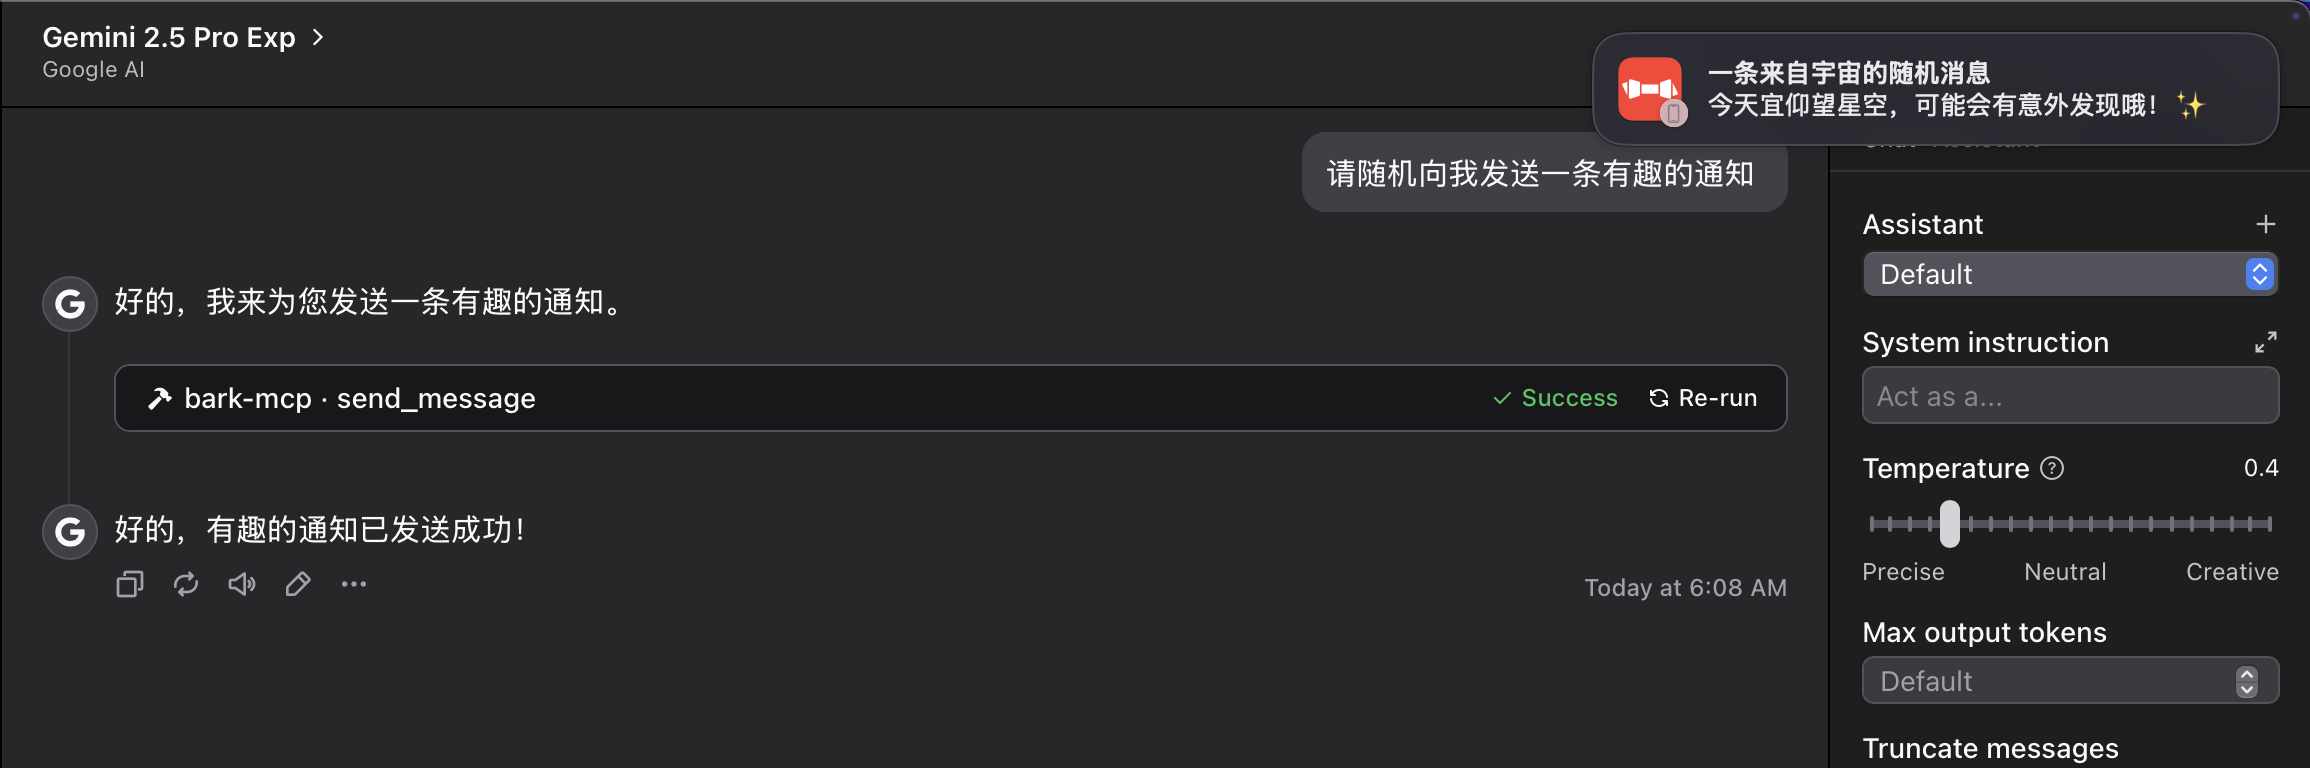 Gemini 2.5 Pro Exp
Google AI
一条来自宇宙的随机消息
今天宜仰望星空，可能会有意外发现哦！✨
请随机向我发送一条有趣的通知
好的，我来为您发送一条有趣的通知。
bark-mcp · send_message
Success
Re-run
好的，有趣的通知已发送成功！
Today at 6:08 AM
Assistant
Default
System instruction
Act as a...
Temperature
0.4
Precise
Neutral
Creative
Max output tokens
Default
Truncate messages